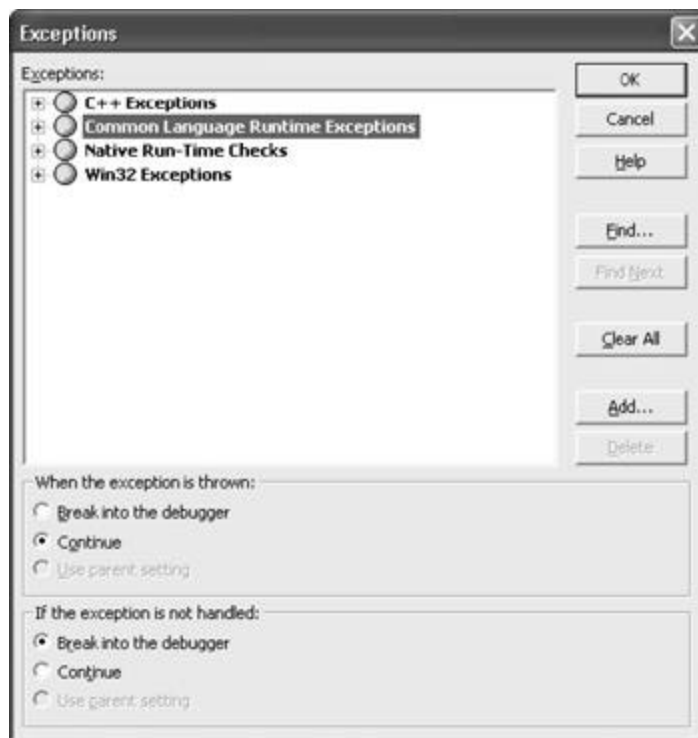 Exceptions
Exceptions:
C++ Exceptions
Common Language Runtime Exceptions
Native Run-Time Checks
Win32 Exceptions
OK
Cancel
Help
Find...
Find Next
Clear All
Add...
Delete
When the exception is thrown:
Break into the debugger
Continue
Use parent setting
If the exception is not handled:
Break into the debugger
Continue
Use parent setting